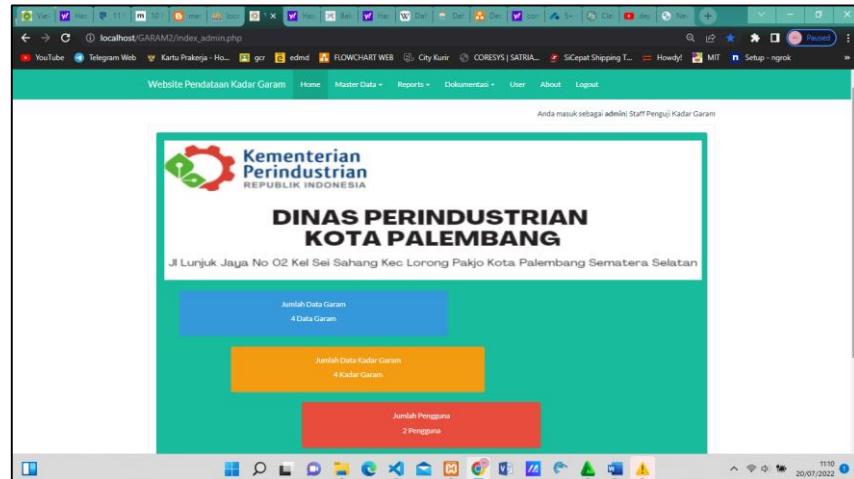 localhost/GARAM2/index_admin.php
Paused
YouTube
Telegram Web
Kartu Prakerja - Ho...
gcr
edmd
FLOWCHART WEB
City Kurir
CORESYS | SATRIA...
SiCepat Shipping T...
Howdy!
MIT
Setup - ngrok
Website Pendataan Kadar Garam
Home
Master Data
Reports
Dokumentasi
User
About
Logout
Anda masuk sebagai admin| Staff Penguji Kadar Garam
Kementerian
Perindustrian
REPUBLIK INDONESIA
DINAS PERINDUSTRIAN
KOTA PALEMBANG
Jl Lunjuk Jaya No 02 Kel Sei Sahang Kec Lorong Pakjo Kota Palembang Sematera Selatan
Jumlah Data Garam
4 Data Garam
Jumlah Data Kadar Garam
4 Kadar Garam
Jumlah Pengguna
2 Pengguna
11:10
20/07/2022